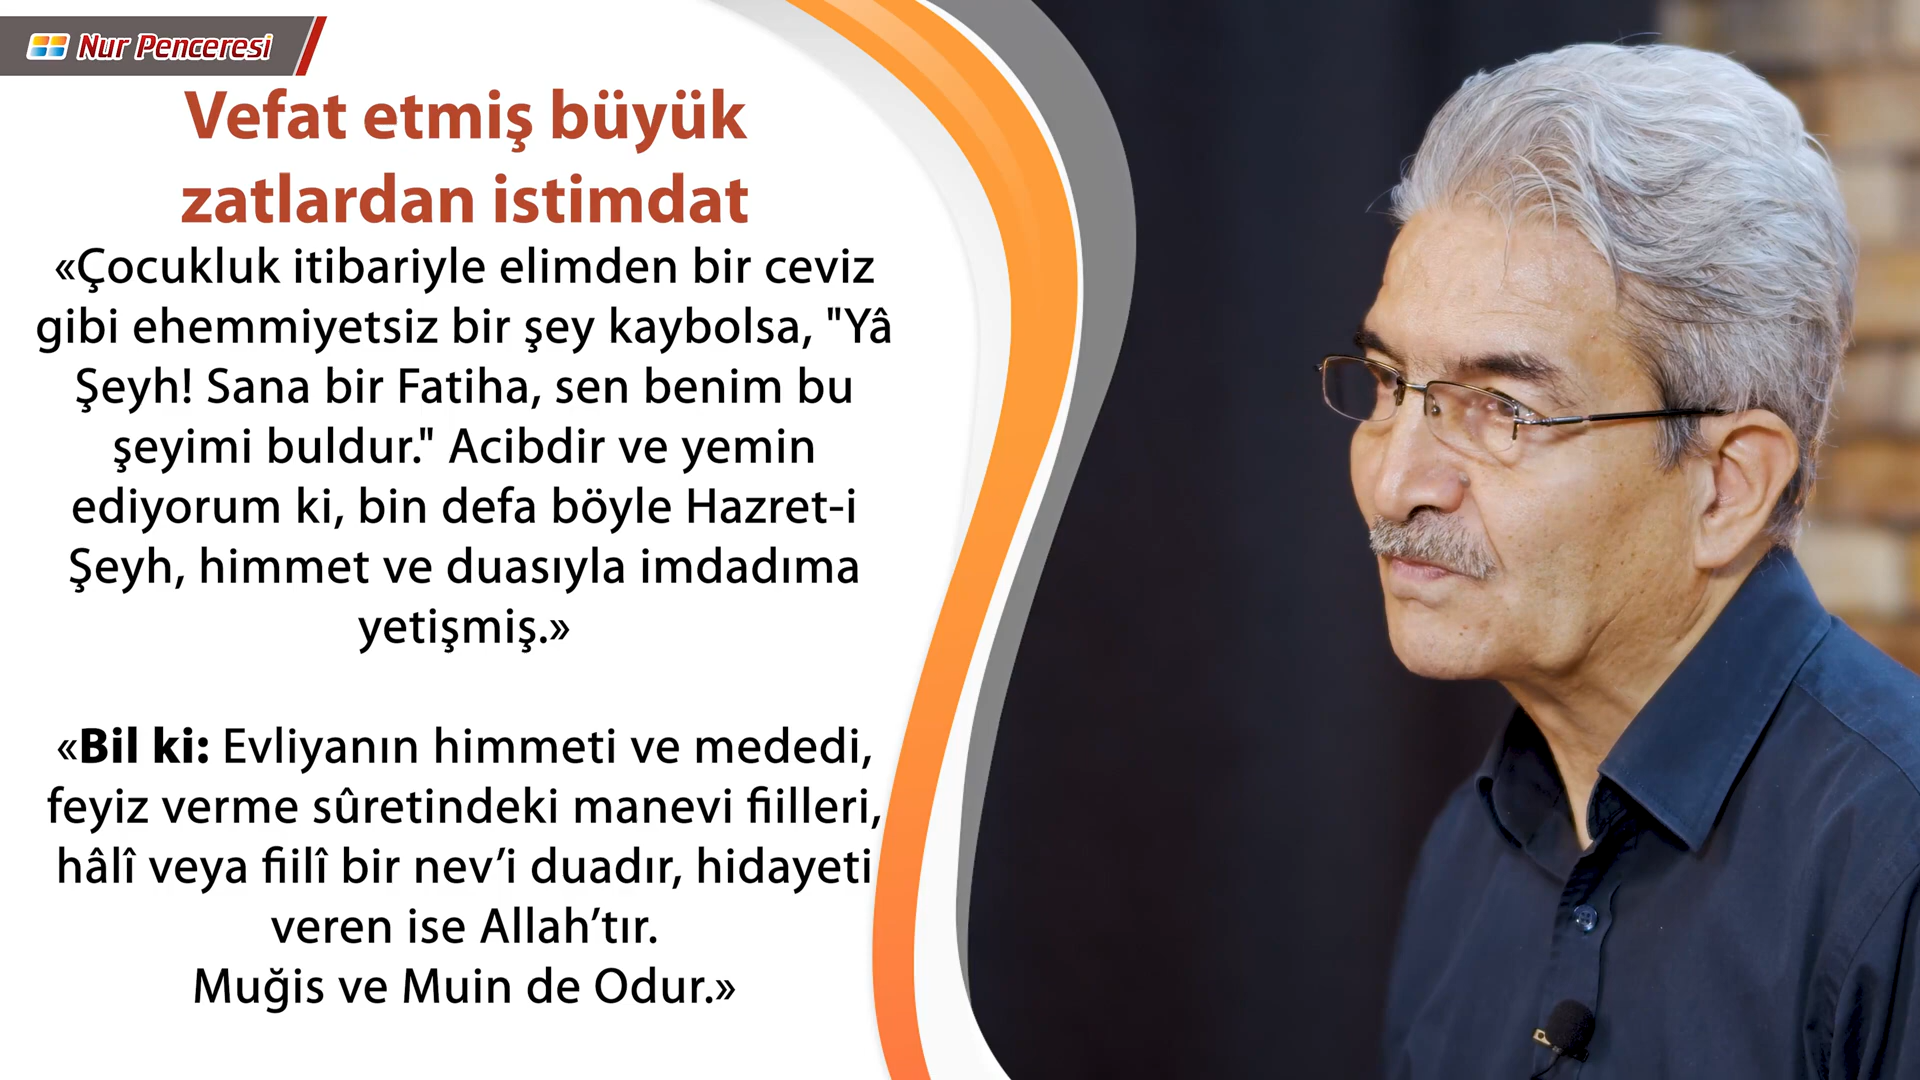 Nur Penceresi
Vefat etmiş büyük
zatlardan istimdat
«Çocukluk itibariyle elimden bir ceviz
gibi ehemmiyetsiz bir şey kaybolsa, "Yâ
Şeyh! Sana bir Fatiha, sen benim bu
şeyimi buldur." Acibdir ve yemin
ediyorum ki, bin defa böyle Hazret-i
Şeyh, himmet ve duasıyla imdadıma
yetişmiş.»
«Bil ki: Evliyanın himmeti ve mededi,
feyiz verme sûretindeki manevi fiilleri,
hâlî veya fiilî bir nev’i duadır, hidayeti
veren ise Allah’tır.
Muğis ve Muin de Odur.»